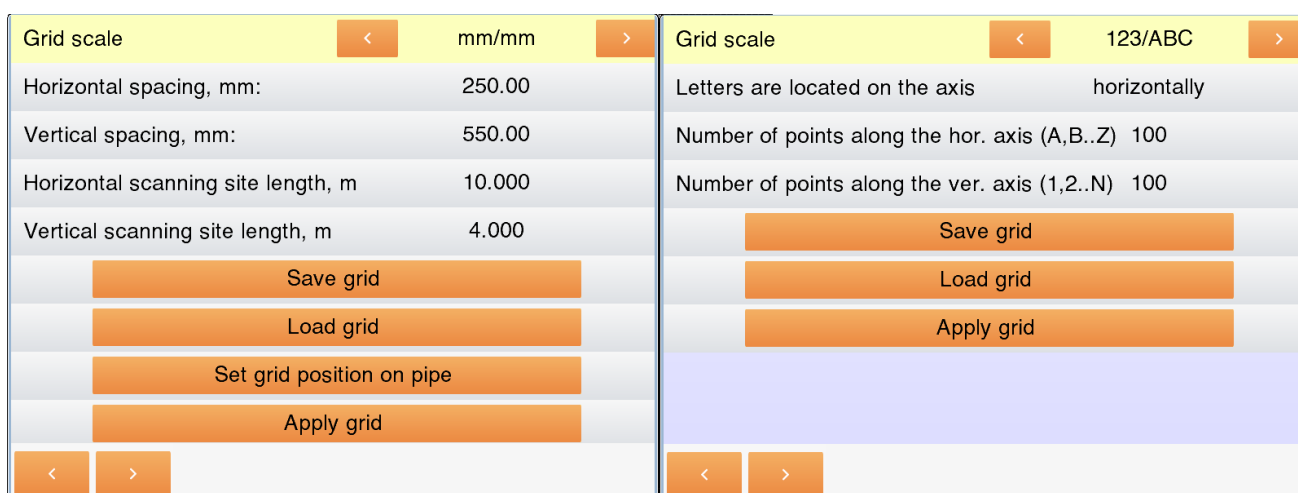 Grid scale < mm/mm >
Horizontal spacing, mm: 250.00
Vertical spacing, mm: 550.00
Horizontal scanning site length, m 10.000
Vertical scanning site length, m 4.000
Save grid
Load grid
Set grid position on pipe
Apply grid
< >
Grid scale < 123/ABC >
Letters are located on the axis horizontally
Number of points along the hor. axis (A,B..Z) 100
Number of points along the ver. axis (1,2..N) 100
Save grid
Load grid
Apply grid
< >